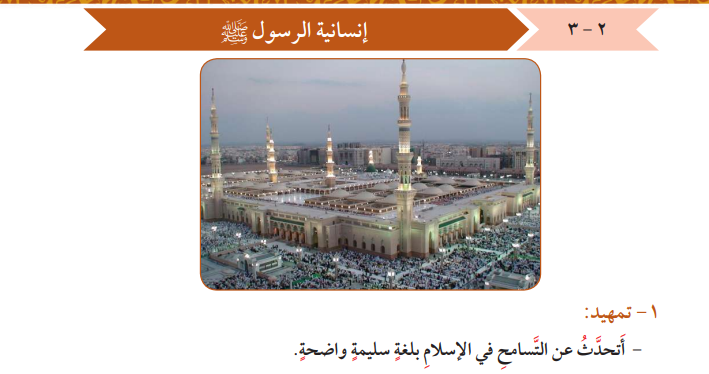 ٢ - ٣
إنسانية الرسول ﷺ
١- تمهيد:
- أَتحدَّثُ عن التَّسامحِ في الإسلامِ بلغةٍ سليمةٍ واضحةٍ.